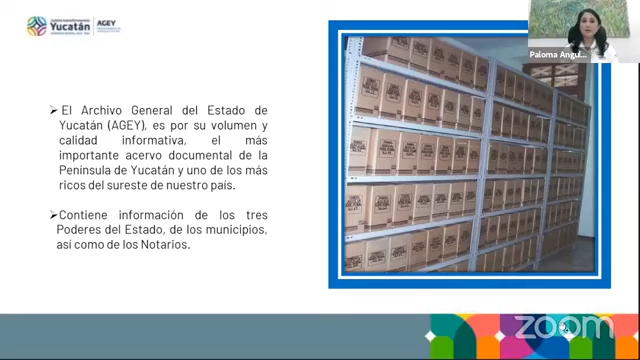 Yucatán
AGEY
Paloma Angu...
➢ El Archivo General del Estado de
Yucatán (AGEY), es por su volumen y
calidad informativa, el más
importante acervo documental de la
Península de Yucatán y uno de los más
ricos del sureste de nuestro país.
➢Contiene información de los tres
Poderes del Estado, de los municipios,
así como de los Notarios.
zoom